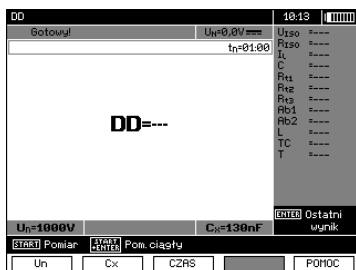 DD 10:13
Gotowy! UN=0,0V
tn=01:00
UISO =---
RISO =---
IL =---
C =---
Rt1 =---
Rt2 =---
Rt3 =---
Ab1 =---
Ab2 =---
L =---
TC =---
T =---
DD=---
ENTER Ostatni
wynik
Un=1000V Cx=130nF
START Pomiar START +ENTER Pom. ciągły
Un Cx CZAS POMOC